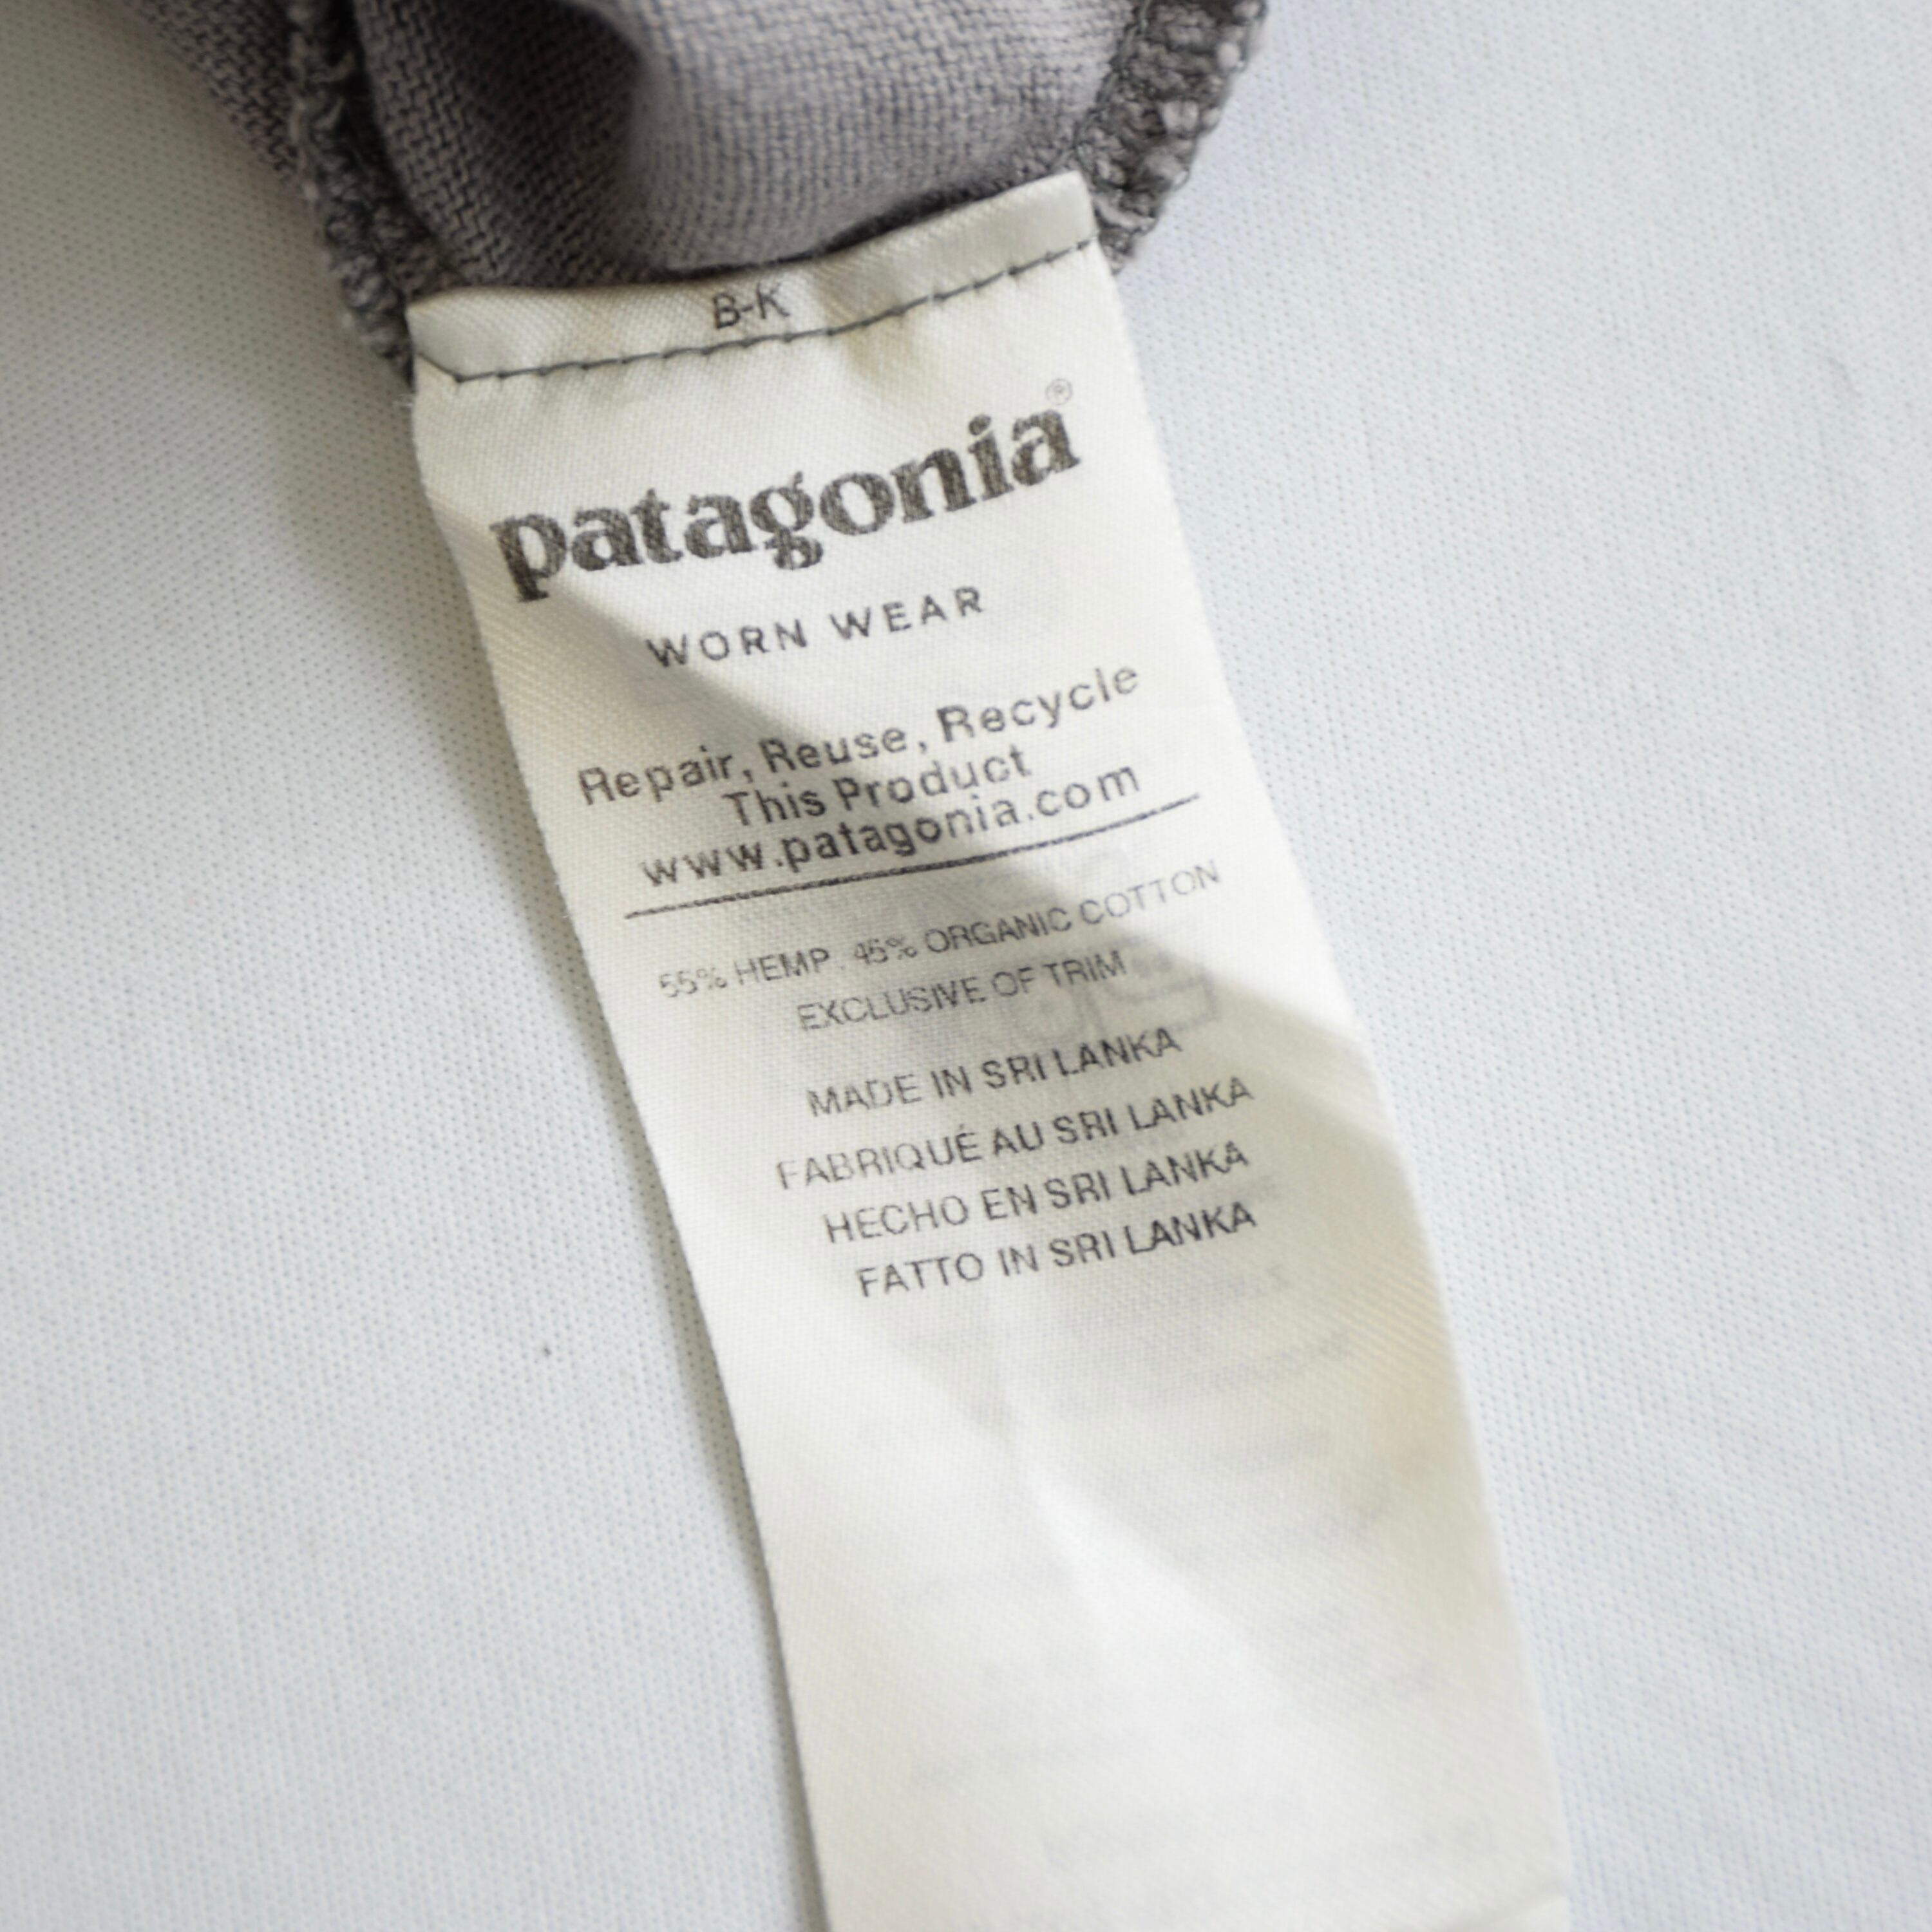 B-K
patagonia®
WORN WEAR
Repair, Reuse, Recycle
This Product
www.patagonia.com
55% HEMP, 45% ORGANIC COTTON
EXCLUSIVE OF TRIM
MADE IN SRI LANKA
FABRIQUÉ AU SRI LANKA
HECHO EN SRI LANKA
FATTO IN SRI LANKA